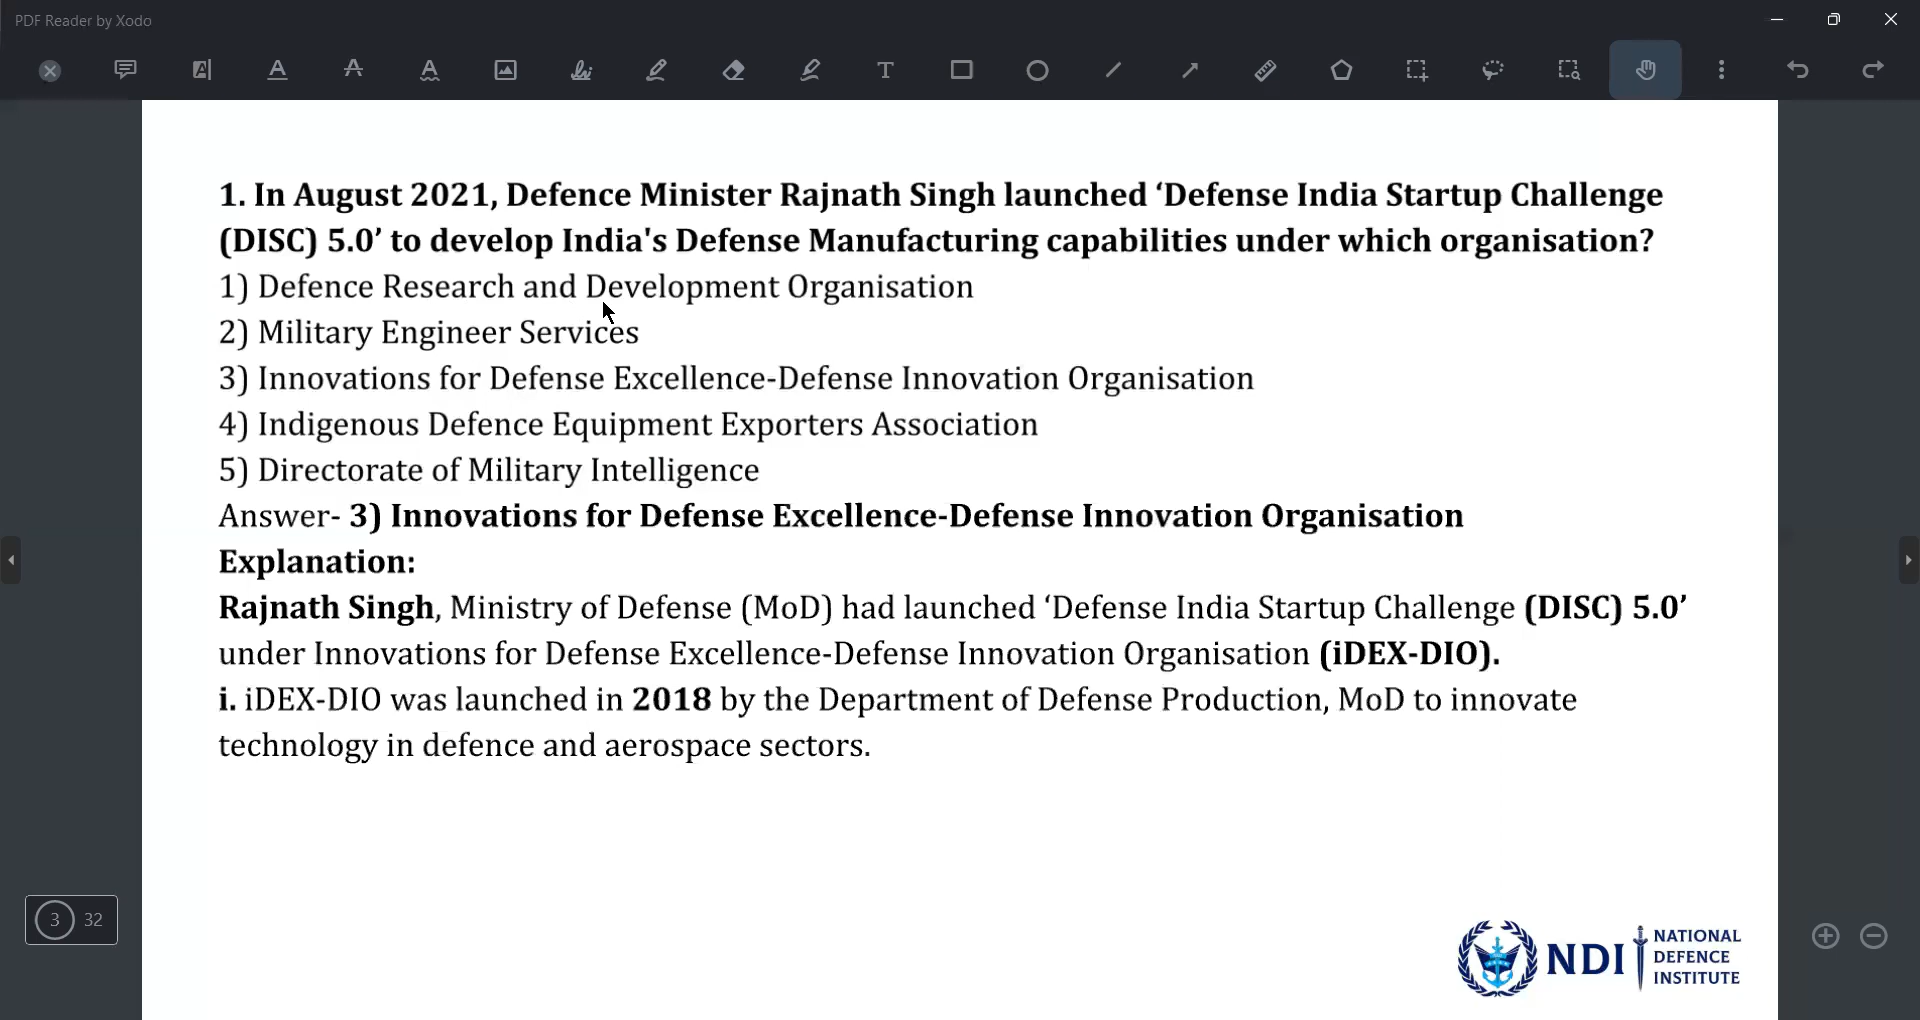 PDF Reader by Xodo
1. In August 2021, Defence Minister Rajnath Singh launched ‘Defense India Startup Challenge
(DISC) 5.0’ to develop India's Defense Manufacturing capabilities under which organisation?
1) Defence Research and Development Organisation
2) Military Engineer Services
3) Innovations for Defense Excellence-Defense Innovation Organisation
4) Indigenous Defence Equipment Exporters Association
5) Directorate of Military Intelligence
Answer- 3) Innovations for Defense Excellence-Defense Innovation Organisation
Explanation:
Rajnath Singh, Ministry of Defense (MoD) had launched ‘Defense India Startup Challenge (DISC) 5.0’
under Innovations for Defense Excellence-Defense Innovation Organisation (iDEX-DIO).
i. iDEX-DIO was launched in 2018 by the Department of Defense Production, MoD to innovate
technology in defence and aerospace sectors.
3 32
NDI NATIONAL
DEFENCE
INSTITUTE